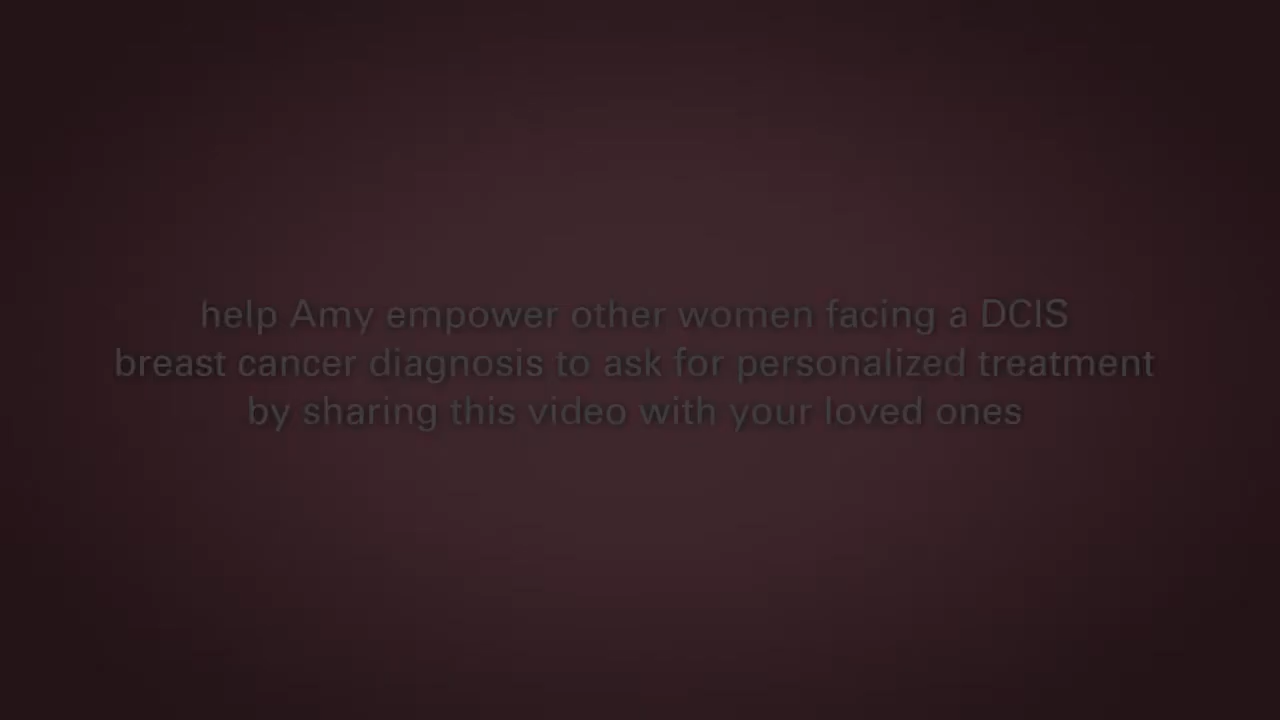 help Amy empower other women facing a DCIS
breast cancer diagnosis to ask for personalized treatment
by sharing this video with your loved ones